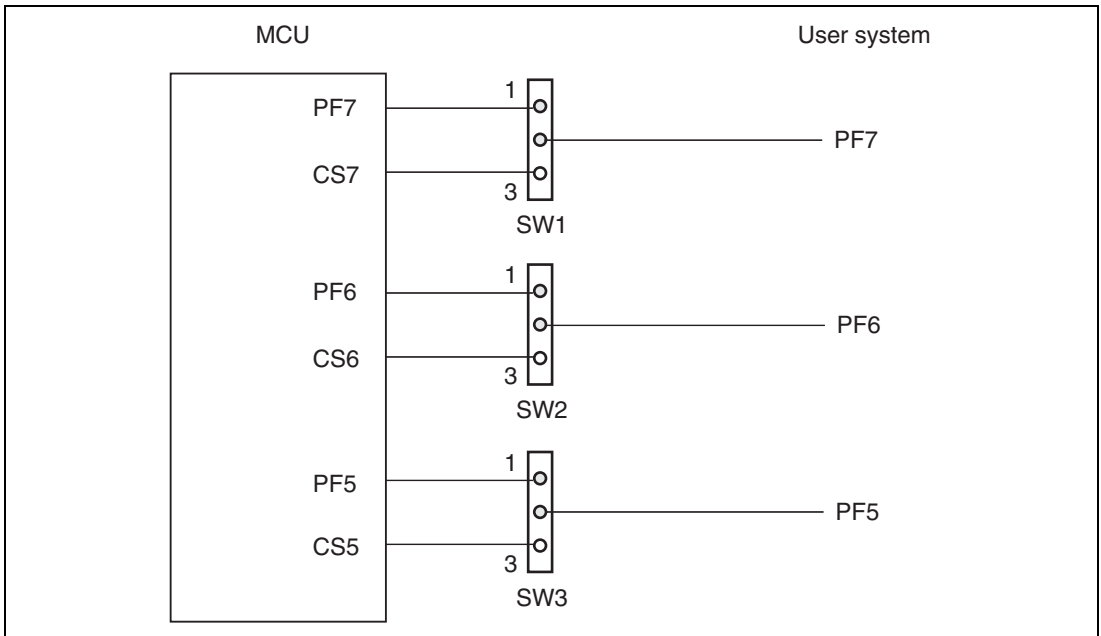 MCU
User system
PF7
1
PF7
CS7
3
SW1
PF6
1
PF6
CS6
3
SW2
PF5
1
PF5
CS5
3
SW3